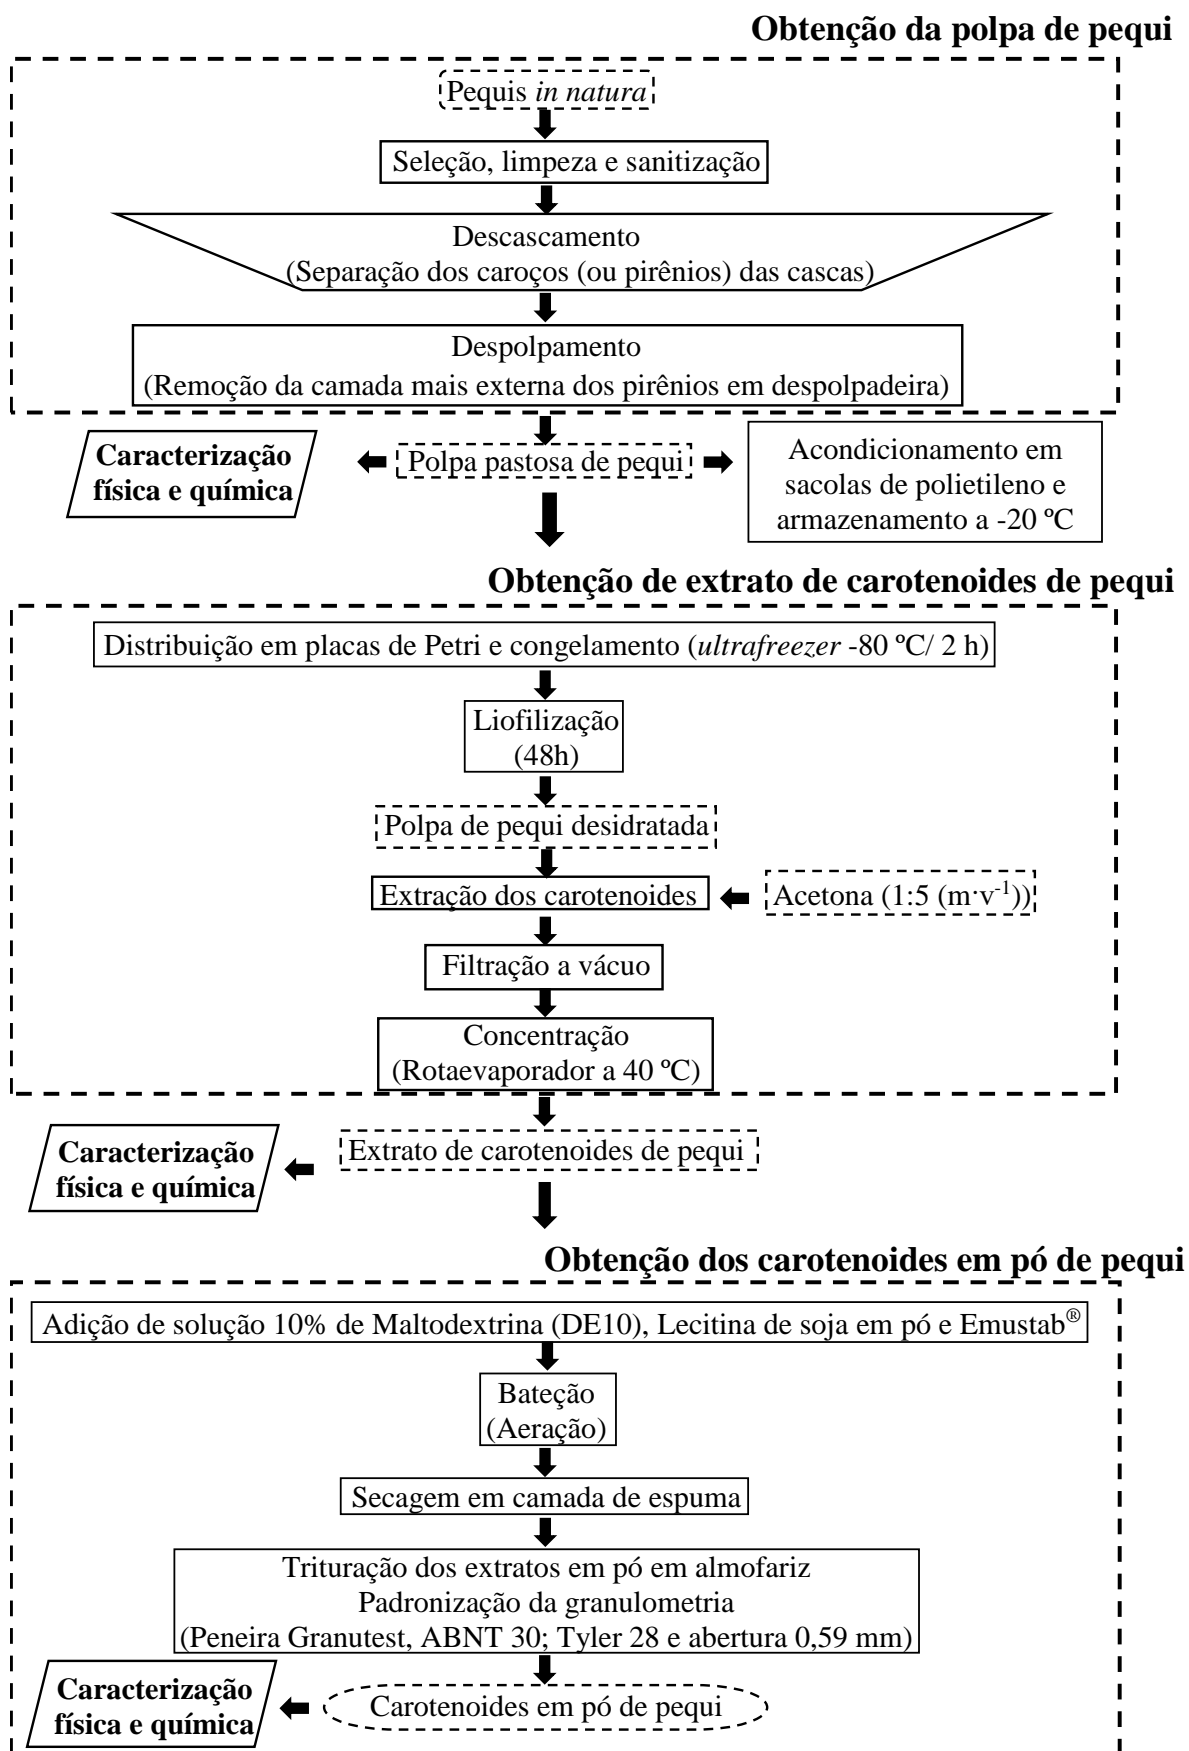 Obtenção da polpa de pequi
Pequis in natura
Seleção, limpeza e sanitização
Descascamento
(Separação dos caroços (ou pirênios) das cascas)
Despolpamento
(Remoção da camada mais externa dos pirênios em despolpadeira)
Caracterização
física e química
Polpa pastosa de pequi
Acondicionamento em
sacolas de polietileno e
armazenamento a -20 ºC
Obtenção de extrato de carotenoides de pequi
Distribuição em placas de Petri e congelamento (ultrafreezer -80 ºC/ 2 h)
Liofilização
(48h)
Polpa de pequi desidratada
Extração dos carotenoides
Acetona (1:5 (m·v⁻¹))
Filtração a vácuo
Concentração
(Rotaevaporador a 40 ºC)
Caracterização
física e química
Extrato de carotenoides de pequi
Obtenção dos carotenoides em pó de pequi
Adição de solução 10% de Maltodextrina (DE10), Lecitina de soja em pó e Emustab®
Bateção
(Aeração)
Secagem em camada de espuma
Trituração dos extratos em pó em almofariz
Padronização da granulometria
(Peneira Granutest, ABNT 30; Tyler 28 e abertura 0,59 mm)
Caracterização
física e química
Carotenoides em pó de pequi